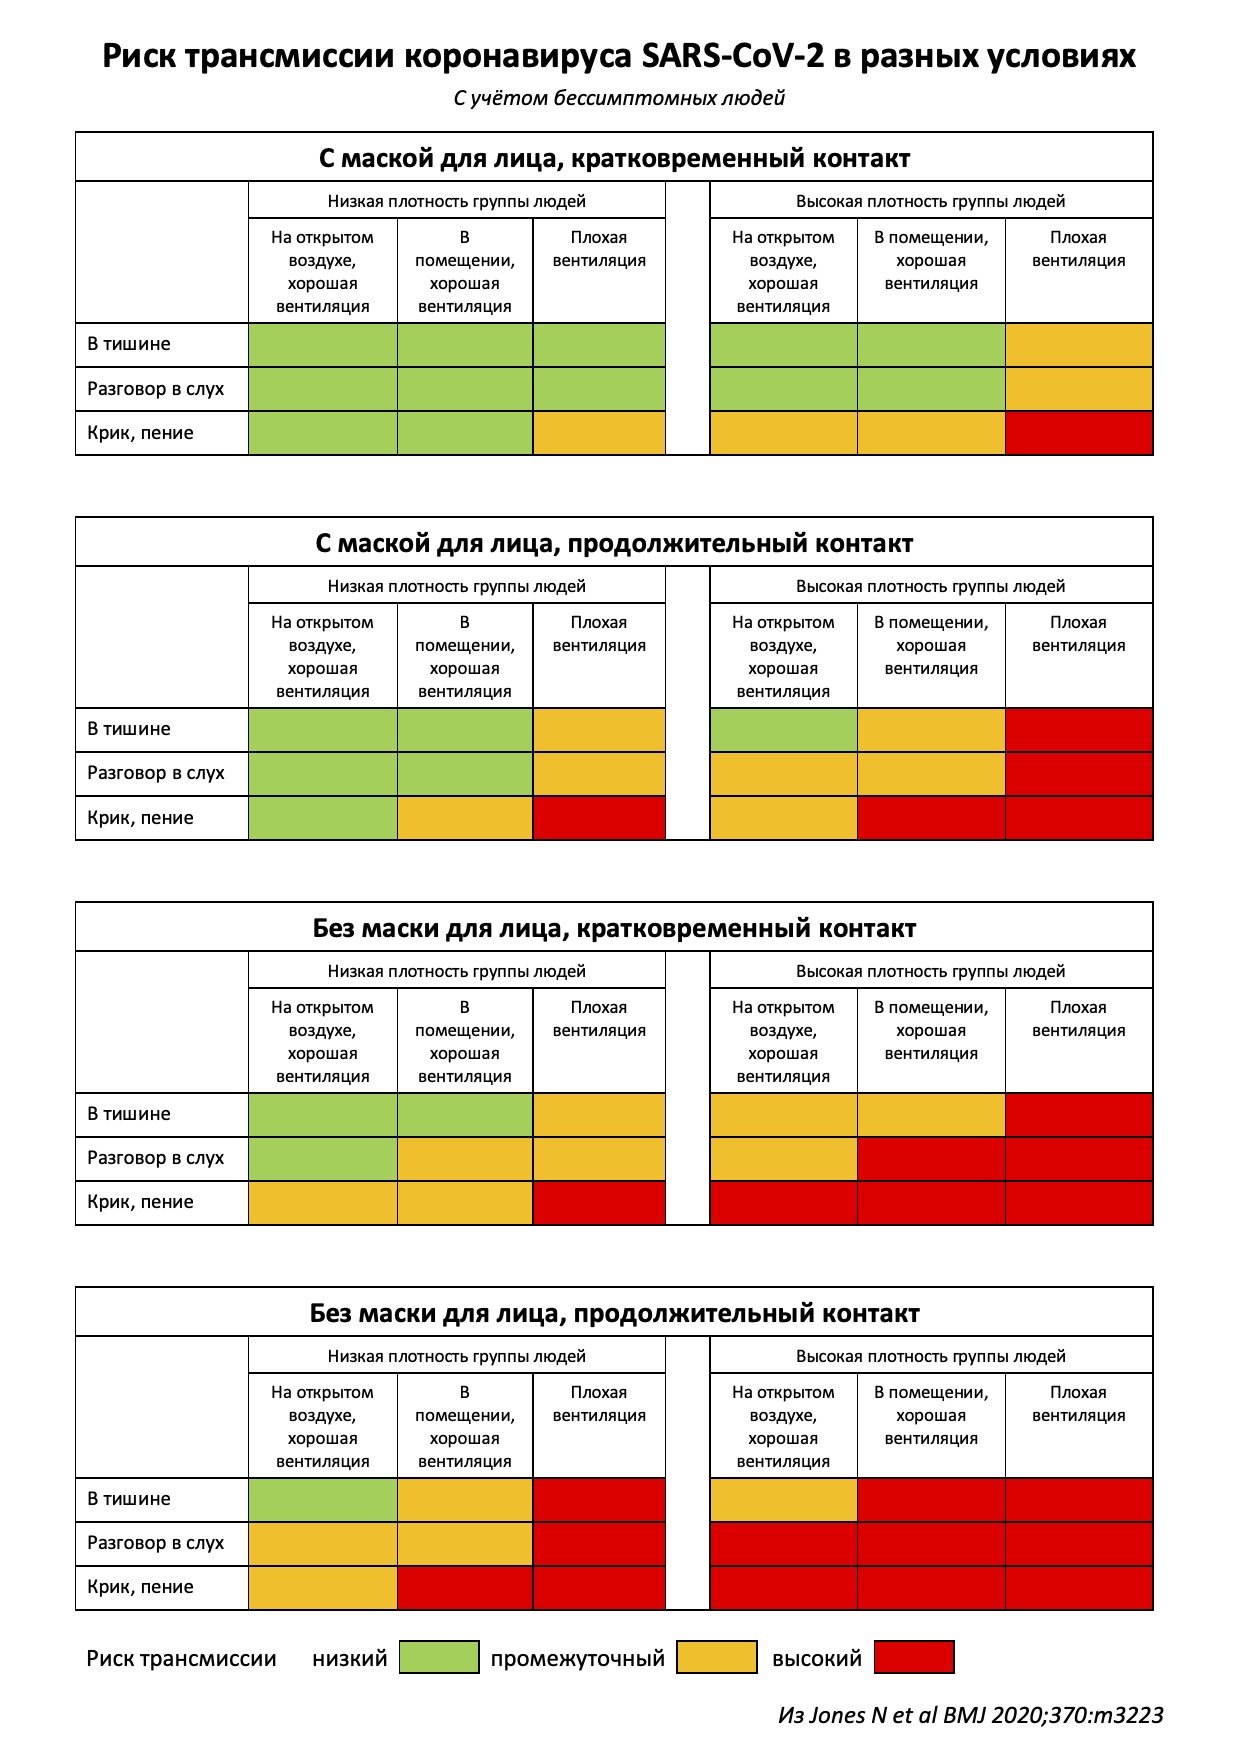 Риск трансмиссии коронавируса SARS-CoV-2 в разных условиях
С учётом бессимптомных людей
С маской для лица, кратковременный контакт
Низкая плотность группы людей
Высокая плотность группы людей
На открытом
воздухе,
хорошая
вентиляция
В
помещении,
хорошая
вентиляция
Плохая
вентиляция
На открытом
воздухе,
хорошая
вентиляция
В помещении,
хорошая
вентиляция
Плохая
вентиляция
В тишине
Разговор в слух
Крик, пение
С маской для лица, продолжительный контакт
Низкая плотность группы людей
Высокая плотность группы людей
На открытом
воздухе,
хорошая
вентиляция
В
помещении,
хорошая
вентиляция
Плохая
вентиляция
На открытом
воздухе,
хорошая
вентиляция
В помещении,
хорошая
вентиляция
Плохая
вентиляция
В тишине
Разговор в слух
Крик, пение
Без маски для лица, кратковременный контакт
Низкая плотность группы людей
Высокая плотность группы людей
На открытом
воздухе,
хорошая
вентиляция
В
помещении,
хорошая
вентиляция
Плохая
вентиляция
На открытом
воздухе,
хорошая
вентиляция
В помещении,
хорошая
вентиляция
Плохая
вентиляция
В тишине
Разговор в слух
Крик, пение
Без маски для лица, продолжительный контакт
Низкая плотность группы людей
Высокая плотность группы людей
На открытом
воздухе,
хорошая
вентиляция
В
помещении,
хорошая
вентиляция
Плохая
вентиляция
На открытом
воздухе,
хорошая
вентиляция
В помещении,
хорошая
вентиляция
Плохая
вентиляция
В тишине
Разговор в слух
Крик, пение
Риск трансмиссии низкий промежуточный высокий
Из Jones N et al BMJ 2020;370:m3223